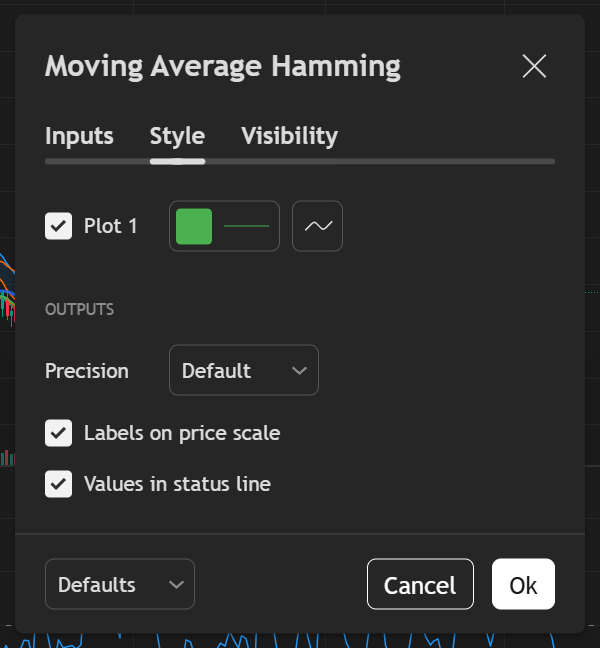 Moving Average Hamming
Inputs Style Visibility
Plot 1
OUTPUTS
Precision Default
Labels on price scale
Values in status line
Defaults Cancel Ok